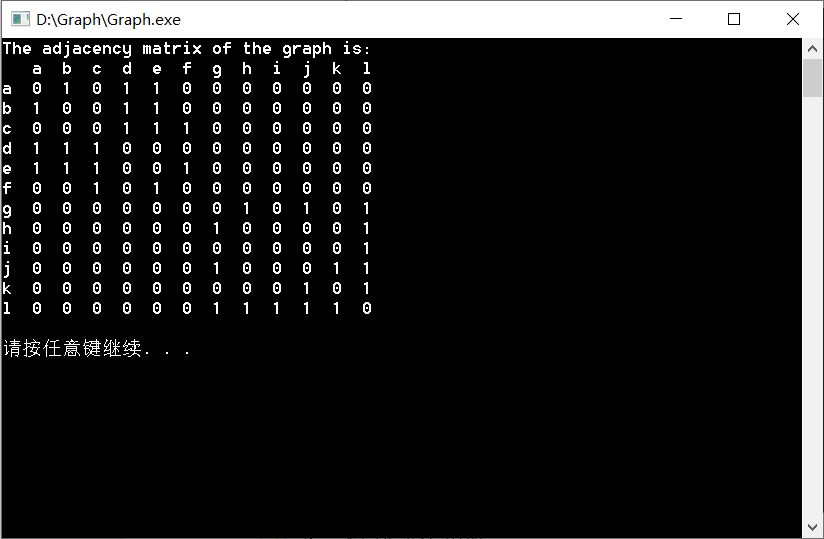 D:\Graph\Graph.exe
The adjacency matrix of the graph is:
a b c d e f g h i j k l
a 0 1 0 1 1 0 0 0 0 0 0 0
b 1 0 0 1 1 0 0 0 0 0 0 0
c 0 0 0 1 1 1 0 0 0 0 0 0
d 1 1 1 0 0 0 0 0 0 0 0 0
e 1 1 1 0 0 1 0 0 0 0 0 0
f 0 0 1 0 1 0 0 0 0 0 0 0
g 0 0 0 0 0 0 0 1 0 1 0 1
h 0 0 0 0 0 0 1 0 0 0 0 1
i 0 0 0 0 0 0 0 0 0 0 0 1
j 0 0 0 0 0 0 1 0 0 0 1 1
k 0 0 0 0 0 0 0 0 0 1 0 1
l 0 0 0 0 0 0 1 1 1 1 1 0
请按任意键继续. . .